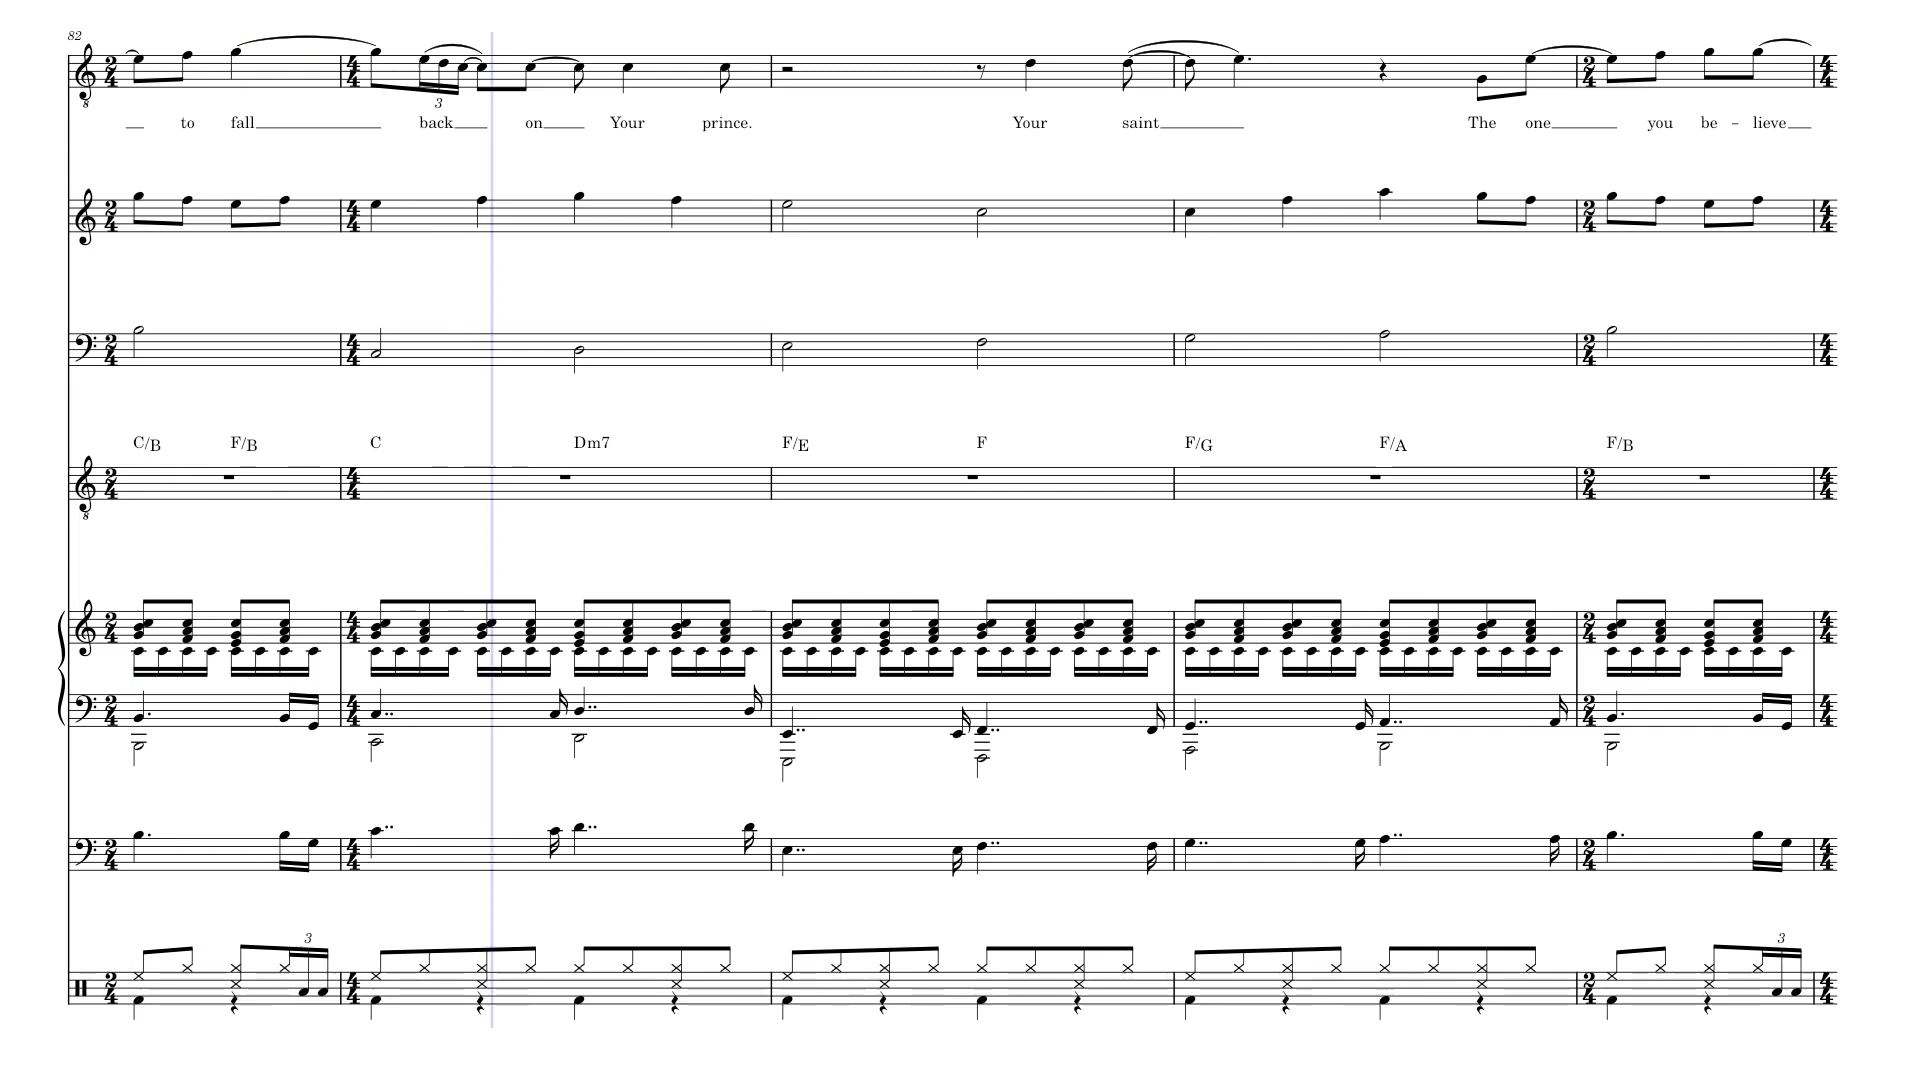 82
3
to fall back on Your prince. Your saint The one you be - lieve
C/B F/B C Dm7 F/E F F/G F/A F/B
3 3